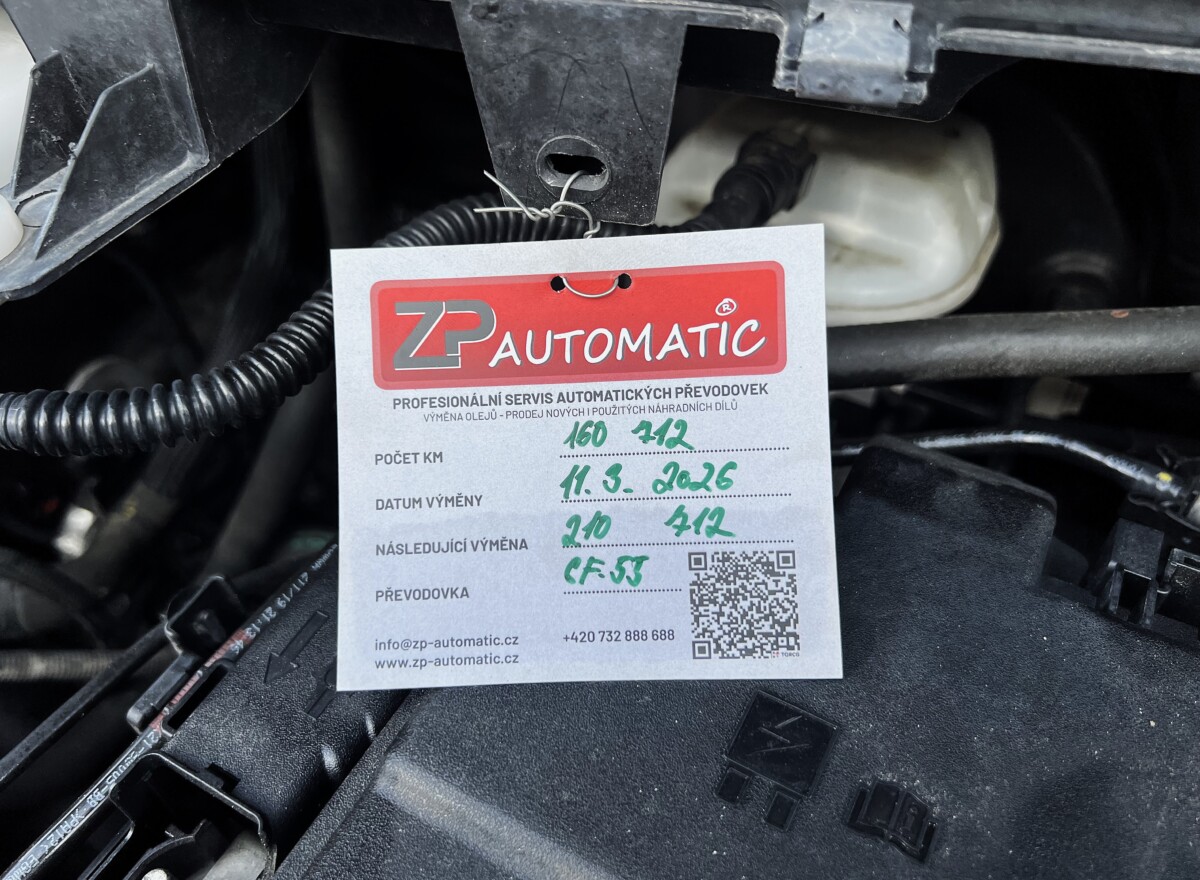 ZP AUTOMATIC ®
PROFESIONÁLNÍ SERVIS AUTOMATICKÝCH PŘEVODOVEK
VÝMĚNA OLEJŮ - PRODEJ NOVÝCH I POUŽITÝCH NÁHRADNÍCH DÍLŮ
POČET KM 160 712
DATUM VÝMĚNY 11. 3. 2026
NÁSLEDUJÍCÍ VÝMĚNA 210 712
PŘEVODOVKA
info@zp-automatic.cz +420 732 888 688
www.zp-automatic.cz